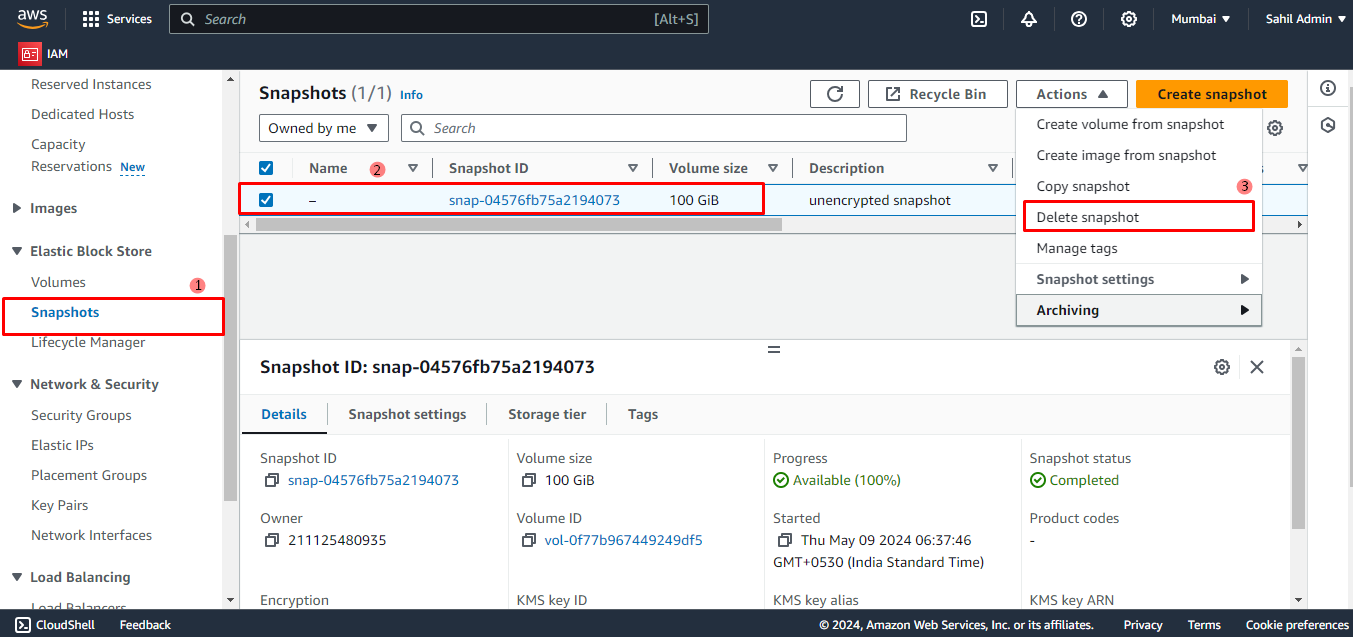 aws
Services
Search
[Alt+S]
Mumbai
Sahil Admin
IAM
Reserved Instances
Dedicated Hosts
Capacity
Reservations New
Images
Elastic Block Store
Volumes
1
Snapshots
Lifecycle Manager
Network & Security
Security Groups
Elastic IPs
Placement Groups
Key Pairs
Network Interfaces
Load Balancing
Load Balancers
Snapshots (1/1) Info
Recycle Bin
Actions
Create snapshot
Owned by me
Search
Name
2
Snapshot ID
Volume size
Description
–
snap-04576fb75a2194073
100 GiB
unencrypted snapshot
Create volume from snapshot
Create image from snapshot
Copy snapshot
3
Delete snapshot
Manage tags
Snapshot settings
Archiving
Snapshot ID: snap-04576fb75a2194073
Details
Snapshot settings
Storage tier
Tags
Snapshot ID
snap-04576fb75a2194073
Volume size
100 GiB
Progress
Available (100%)
Snapshot status
Completed
Owner
211125480935
Volume ID
vol-0f77b967449249df5
Started
Thu May 09 2024 06:37:46
GMT+0530 (India Standard Time)
Product codes
-
Encryption
KMS key ID
KMS key alias
KMS key ARN
CloudShell
Feedback
© 2024, Amazon Web Services, Inc. or its affiliates.
Privacy
Terms
Cookie preferences